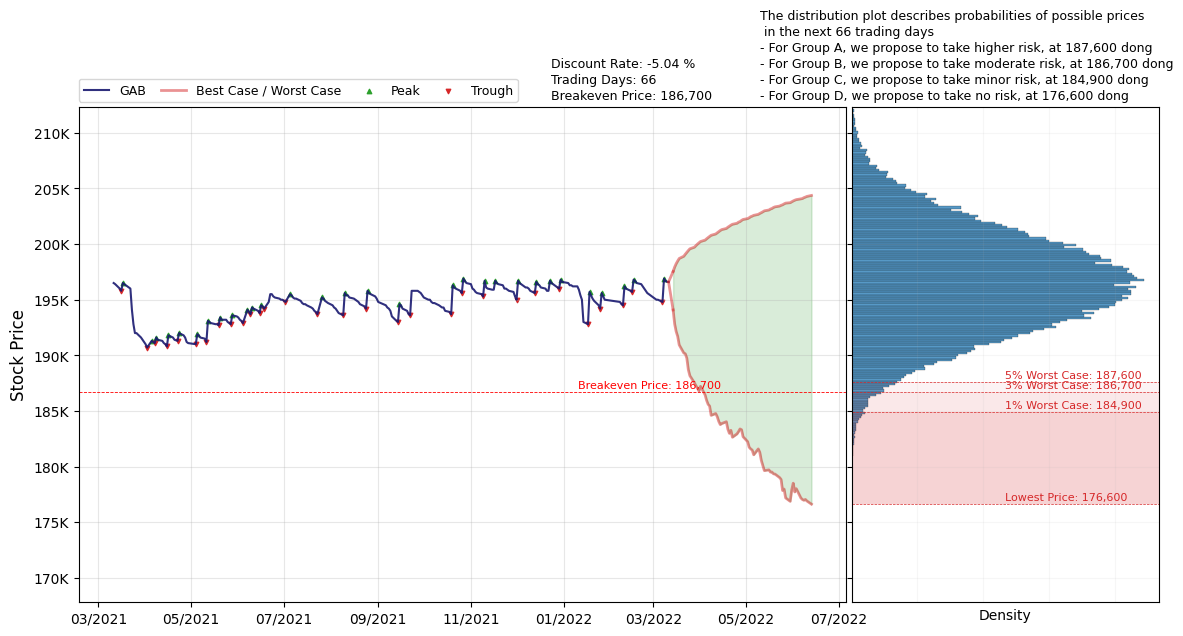 The distribution plot describes probabilities of possible prices
in the next 66 trading days
- For Group A, we propose to take higher risk, at 187,600 dong
- For Group B, we propose to take moderate risk, at 186,700 dong
- For Group C, we propose to take minor risk, at 184,900 dong
- For Group D, we propose to take no risk, at 176,600 dong
Discount Rate: -5.04 %
Trading Days: 66
Breakeven Price: 186,700
GAB
Best Case / Worst Case
Peak
Trough
Stock Price
210K
205K
200K
195K
190K
185K
180K
175K
170K
Breakeven Price: 186,700
5% Worst Case: 187,600
3% Worst Case: 186,700
1% Worst Case: 184,900
Lowest Price: 176,600
03/2021
05/2021
07/2021
09/2021
11/2021
01/2022
03/2022
05/2022
07/2022
Density